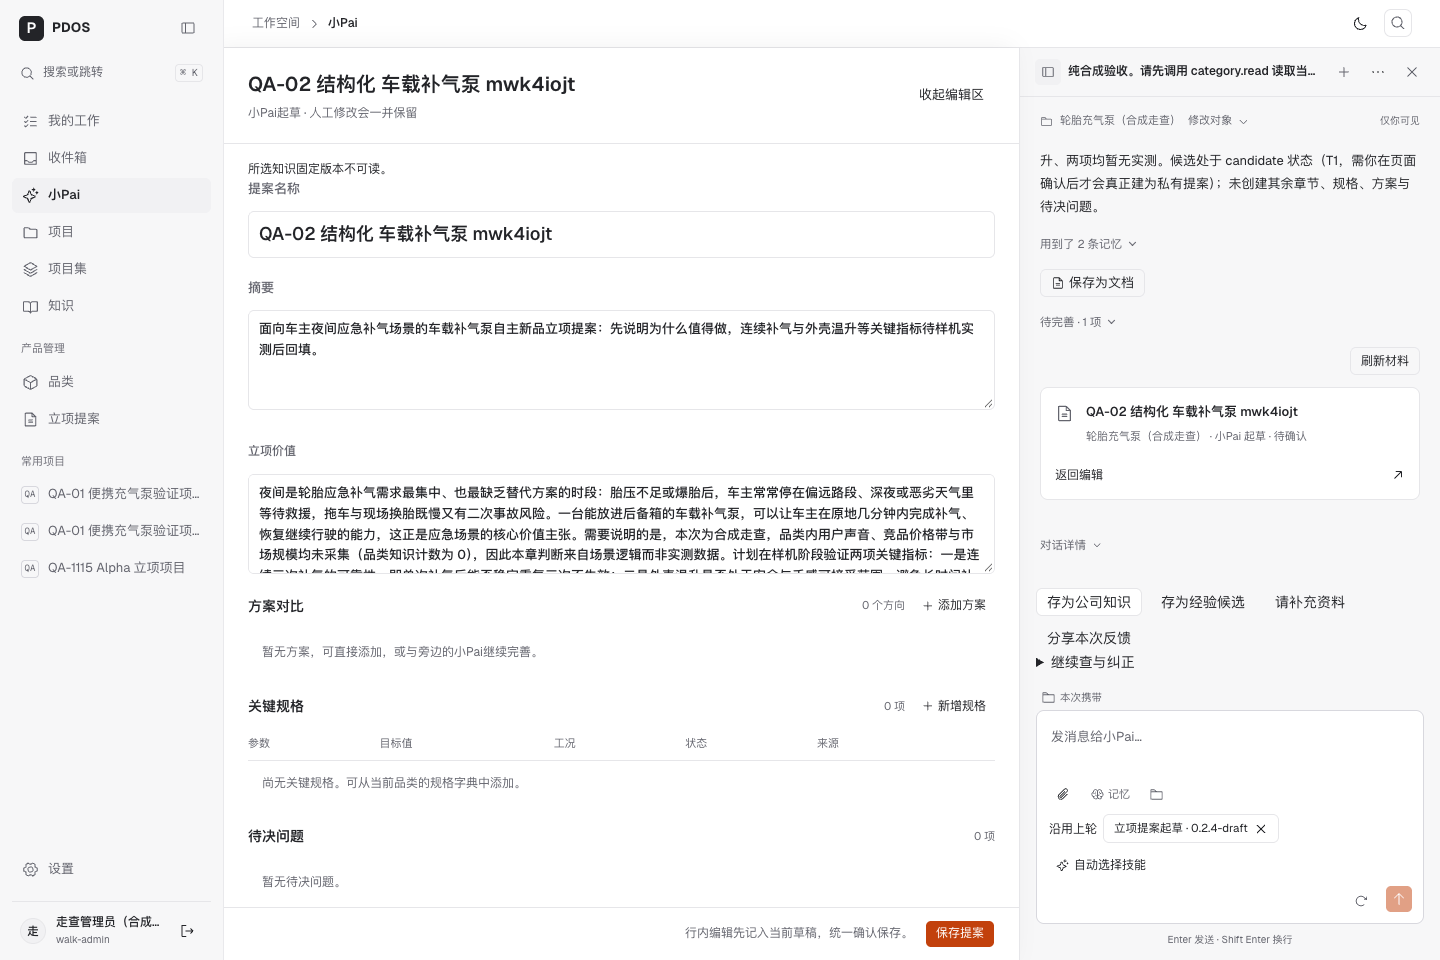 P PDOS
搜索或跳转 ⌘ K
我的工作
收件箱
小Pai
项目
项目集
知识
产品管理
品类
立项提案
常用项目
QA QA-01 便携充气泵验证项...
QA QA-01 便携充气泵验证项...
QA QA-1115 Alpha 立项项目
设置
走 走查管理员（合成...
walk-admin
工作空间 小Pai
QA-02 结构化 车载补气泵 mwk4iojt
小Pai起草 · 人工修改会一并保留
收起编辑区
所选知识固定版本不可读。
提案名称
QA-02 结构化 车载补气泵 mwk4iojt
摘要
面向车主夜间应急补气场景的车载补气泵自主新品立项提案：先说明为什么值得做，连续补气与外壳温升等关键指标待样机实
测后回填。
立项价值
夜间是轮胎应急补气需求最集中、也最缺乏替代方案的时段：胎压不足或爆胎后，车主常常停在偏远路段、深夜或恶劣天气里
等待救援，拖车与现场换胎既慢又有二次事故风险。一台能放进后备箱的车载补气泵，可以让车主在原地几分钟内完成补气、
恢复继续行驶的能力，这正是应急场景的核心价值主张。需要说明的是，本次为合成走查，品类内用户声音、竞品价格带与市
场规模均未采集（品类知识计数为 0），因此本章判断来自场景逻辑而非实测数据。计划在样机阶段验证两项关键指标：一是连
方案对比 0 个方向 添加方案
暂无方案，可直接添加，或与旁边的小Pai继续完善。
关键规格 0 项 新增规格
参数 目标值 工况 状态 来源
尚无关键规格。可从当前品类的规格字典中添加。
待决问题 0 项
暂无待决问题。
行内编辑先记入当前草稿，统一确认保存。 保存提案
纯合成验收。请先调用 category.read 读取当...
轮胎充气泵（合成走查） 修改对象 仅你可见
升、两项均暂无实测。候选处于 candidate 状态（T1，需你在页面
确认后才会真正建为私有提案）；未创建其余章节、规格、方案与
待决问题。
用到了 2 条记忆
保存为文档
待完善 · 1 项
刷新材料
QA-02 结构化 车载补气泵 mwk4iojt
轮胎充气泵（合成走查） · 小Pai 起草 · 待确认
返回编辑
对话详情
存为公司知识 存为经验候选 请补充资料
分享本次反馈
继续查与纠正
本次携带
发消息给小Pai...
记忆
沿用上轮 立项提案起草 · 0.2.4-draft
自动选择技能
Enter 发送 · Shift Enter 换行